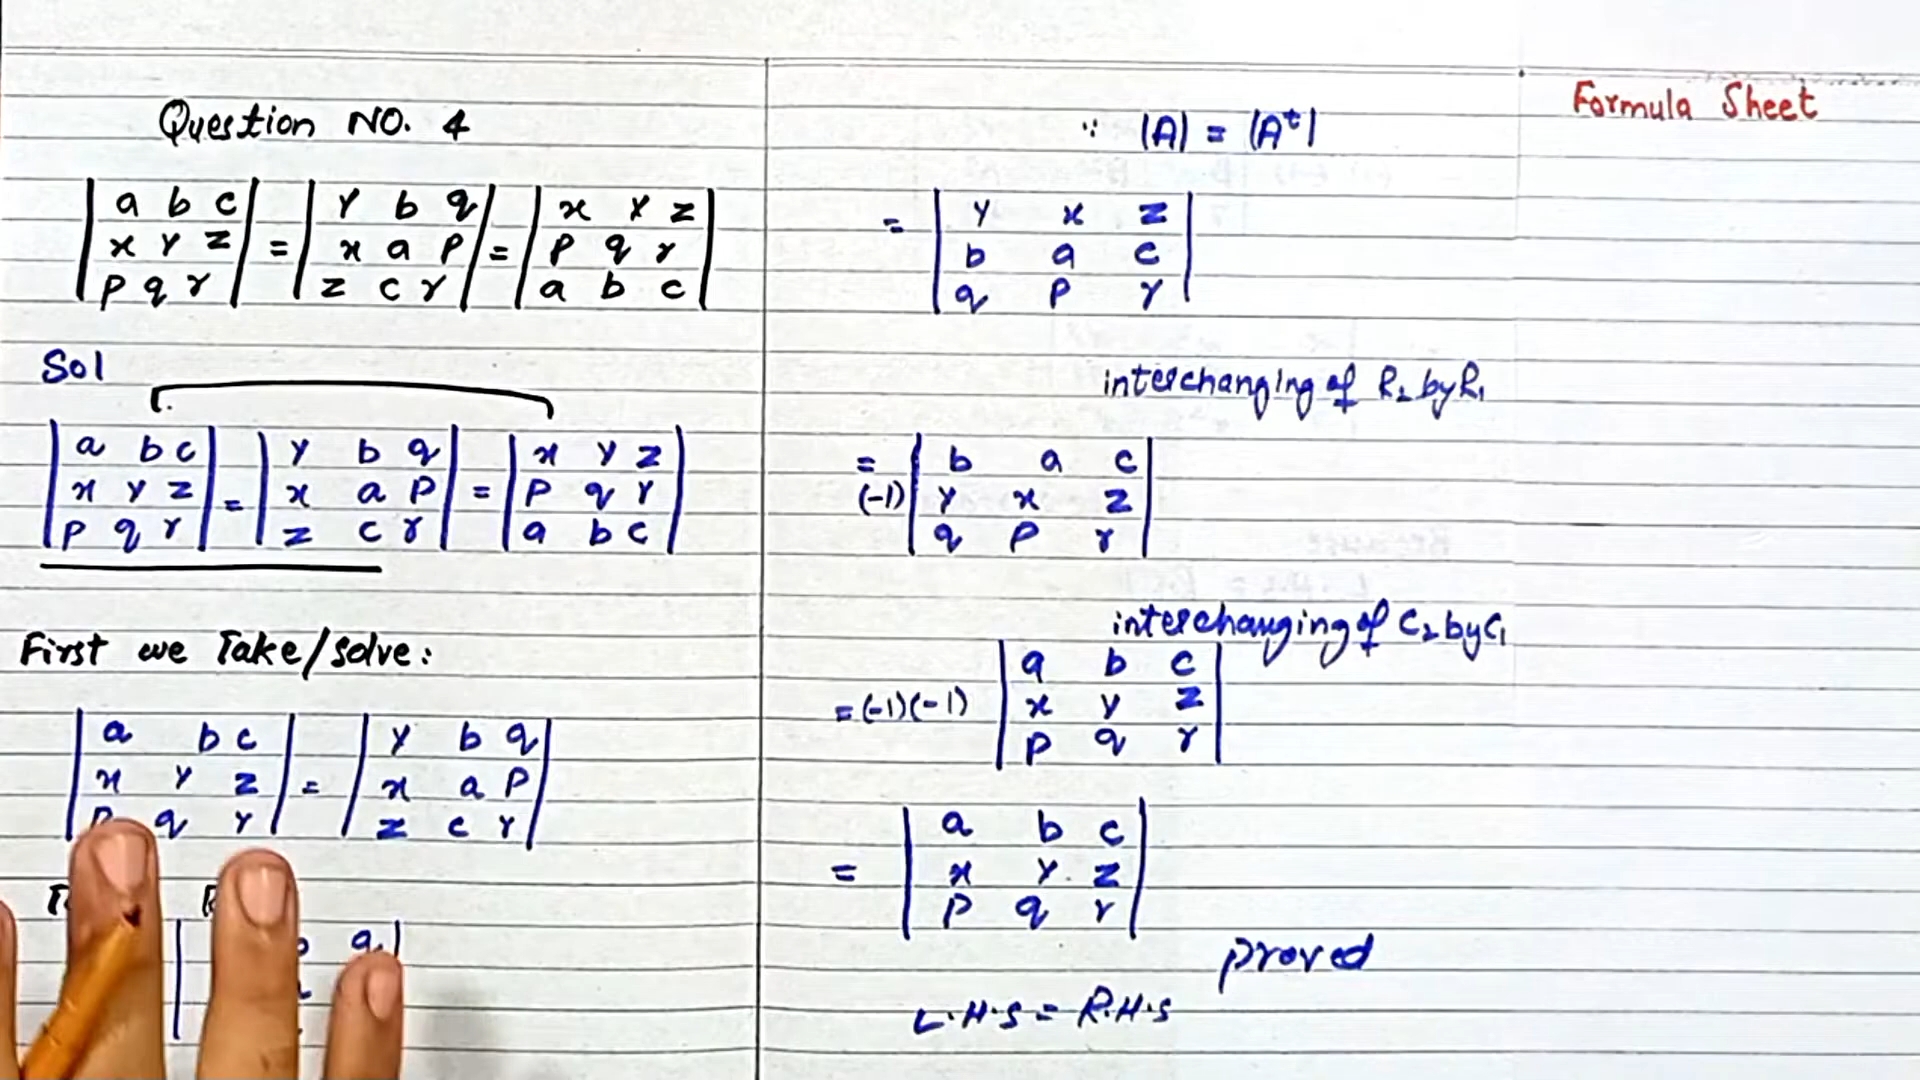 Question NO. 4
| a b c | = | y b q | = | x y z |
| x y z | | x a p | | p q r |
| p q r | | z c r | | a b c |
Sol
| a b c | = | y b q | = | x y z |
| x y z | | x a p | | p q r |
| p q r | | z c r | | a b c |
First we Take/solve:
| a b c | = | y b q |
| x y z | | x a p |
| p q r | | z c r |
q |
∵ |A| = |Aᵗ|
= | y x z |
| b a c |
| q p r |
interchanging of R₂ by R₁
= (-1) | b a c |
| y x z |
| q p r |
interchanging of C₂ by C₁
= (-1)(-1) | a b c |
| x y z |
| p q r |
= | a b c |
| x y z |
| p q r |
proved
L.H.S = R.H.S
Formula Sheet